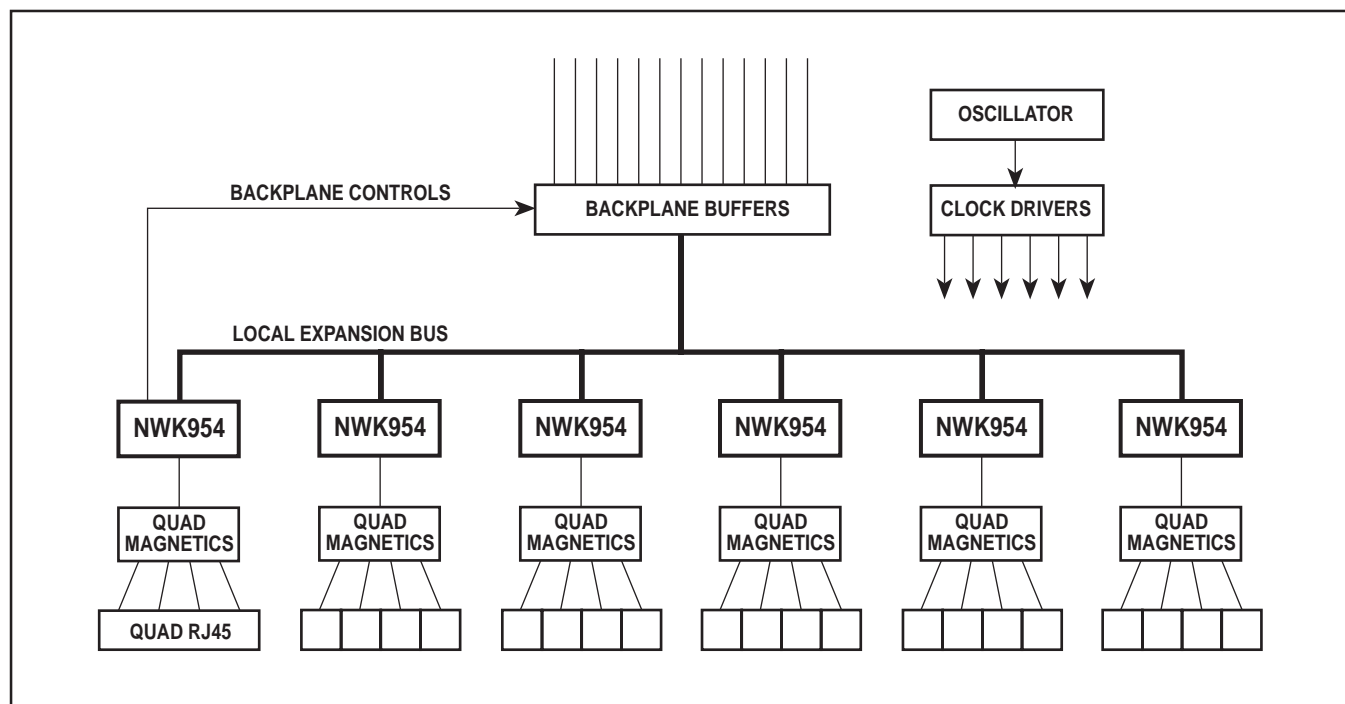 OSCILLATOR
BACKPLANE CONTROLS
BACKPLANE BUFFERS
CLOCK DRIVERS
LOCAL EXPANSION BUS
NWK954
NWK954
NWK954
NWK954
NWK954
NWK954
QUAD
MAGNETICS
QUAD
MAGNETICS
QUAD
MAGNETICS
QUAD
MAGNETICS
QUAD
MAGNETICS
QUAD
MAGNETICS
QUAD RJ45